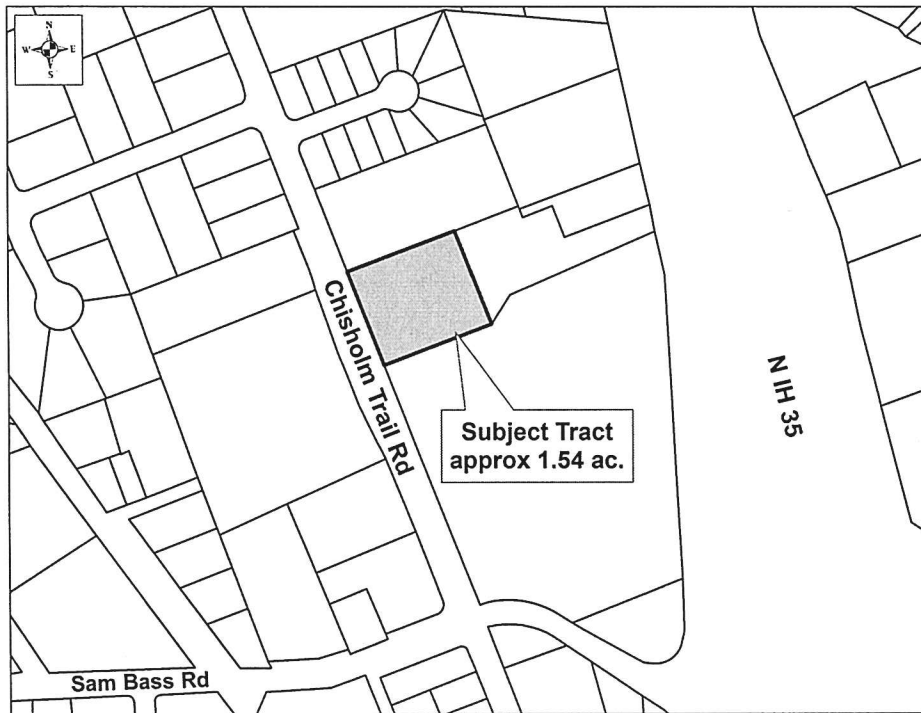 N
W E
S
Chisholm Trail Rd
N IH 35
Subject Tract
approx 1.54 ac.
Sam Bass Rd